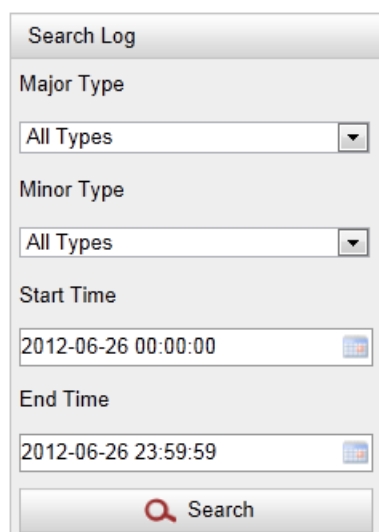 Search Log
Major Type
All Types
Minor Type
All Types
Start Time
2012-06-26 00:00:00
End Time
2012-06-26 23:59:59
Search